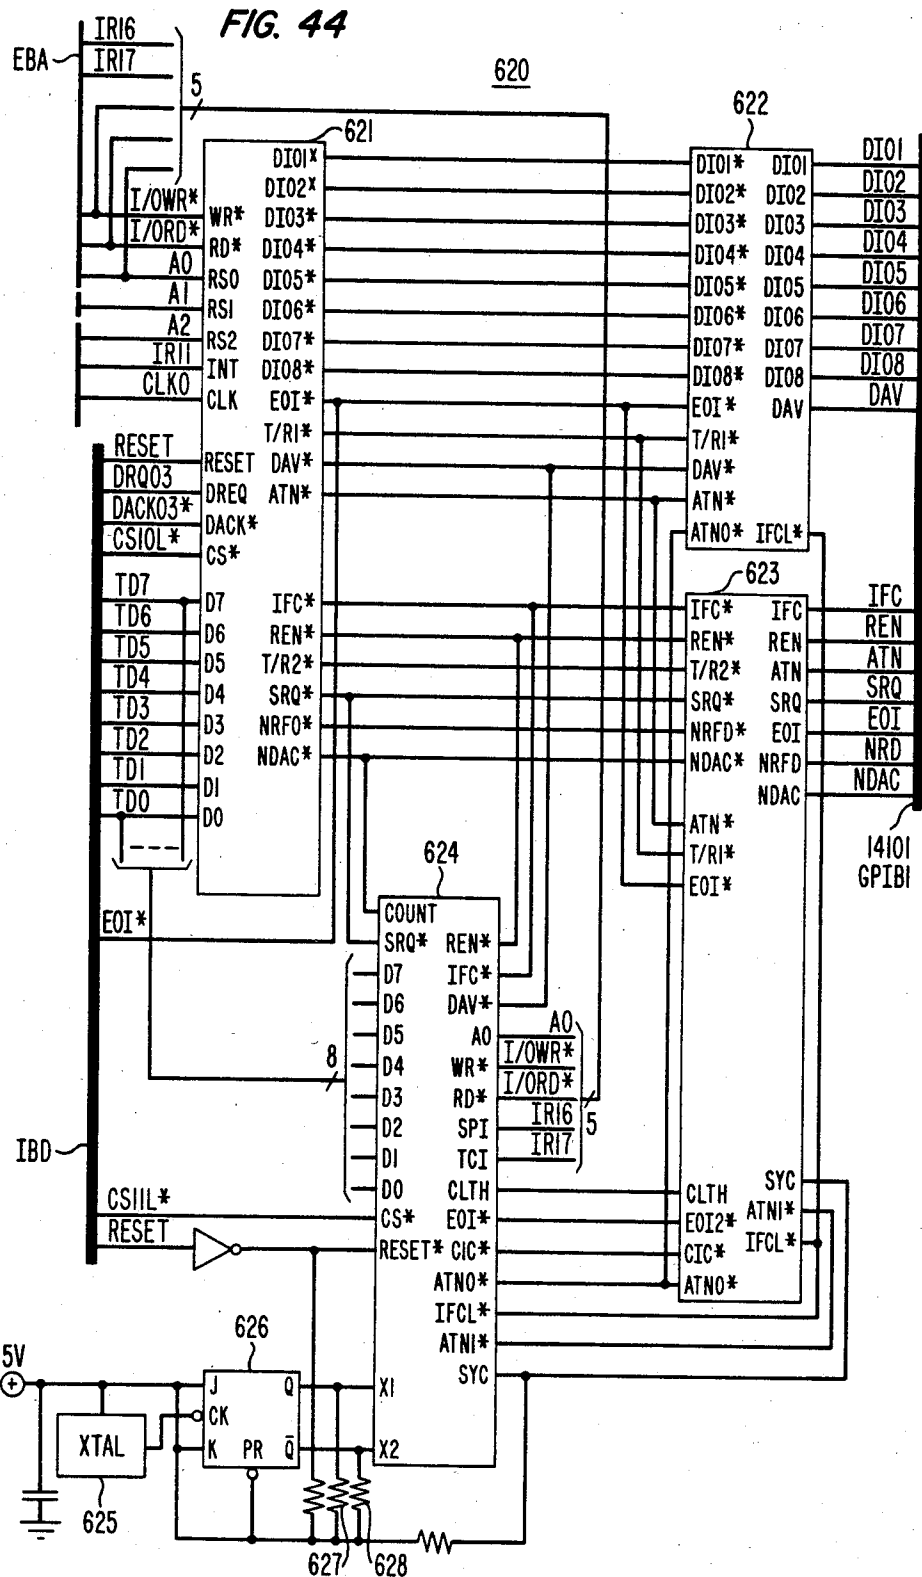 FIG. 44
620
EBA
IRI6
IRI7
5
I/OWR*
I/ORD*
A0
A1
A2
IRI1
CLK0
RESET
DRQ03
DACK03*
CS10L*
TD7
TD6
TD5
TD4
TD3
TD2
TD1
TD0
EOI*
621
WR*
RD*
RS0
RS1
RS2
INT
CLK
RESET
DREQ
DACK*
CS*
D7
D6
D5
D4
D3
D2
D1
D0
DIO1*
DIO2*
DIO3*
DIO4*
DIO5*
DIO6*
DIO7*
DIO8*
EOI*
T/R1*
DAV*
ATN*
IFC*
REN*
T/R2*
SRQ*
NRFD*
NDAC*
622
DIO1*
DIO2*
DIO3*
DIO4*
DIO5*
DIO6*
DIO7*
DIO8*
EOI*
T/R1*
DAV*
ATN*
ATNO*
DIO1
DIO2
DIO3
DIO4
DIO5
DIO6
DIO7
DIO8
DAV
IFCL*
DIO1
DIO2
DIO3
DIO4
DIO5
DIO6
DIO7
DIO8
DAV
623
IFC*
REN*
T/R2*
SRQ*
NRFD*
NDAC*
ATN*
T/R1*
EOI*
CLTH
EOI2*
CIC*
ATNO*
IFC
REN
ATN
SRQ
EOI
NRFD
NDAC
SYC
ATNI*
IFCL*
IFC
REN
ATN
SRQ
EOI
NRD
NDAC
14101
GPIB1
624
COUNT
SRQ*
D7
D6
D5
D4
D3
D2
D1
D0
CS*
RESET*
X1
X2
REN*
IFC*
DAV*
A0
WR*
RD*
SPI
TCI
CLTH
EOI*
CIC*
ATNO*
IFCL*
ATNI*
SYC
A0
I/OWR*
I/ORD*
IRI6
IRI7
5
8
IBD
CS11L*
RESET
5V
+
XTAL
625
626
J
CK
K
PR
Q
Q̅
627
628